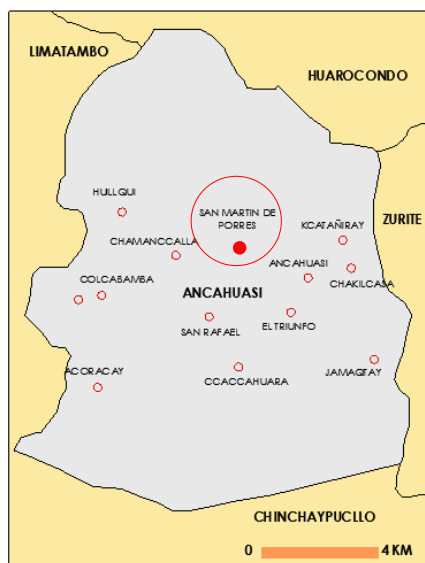 LIMATAMBO
HUAROCONDO
HULLQUI
SAN MARTIN DE
PORRES
KCATAÑIRAY
ZURITE
CHAMANCCALLA
ANCAHUASI
CHAKILCASA
COLCABAMBA
ANCAHUASI
SAN RAFAEL
EL TRIUNFO
ACORACAY
CCACCAHUARA
JAMAQTAY
CHINCHAYPUCLLO
0 4 KM